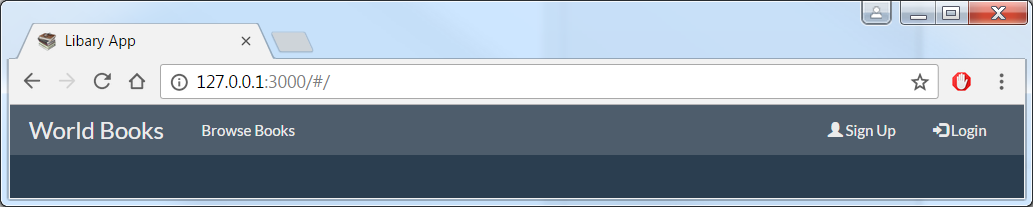 Libary App
127.0.0.1:3000/#/
World Books Browse Books Sign Up Login